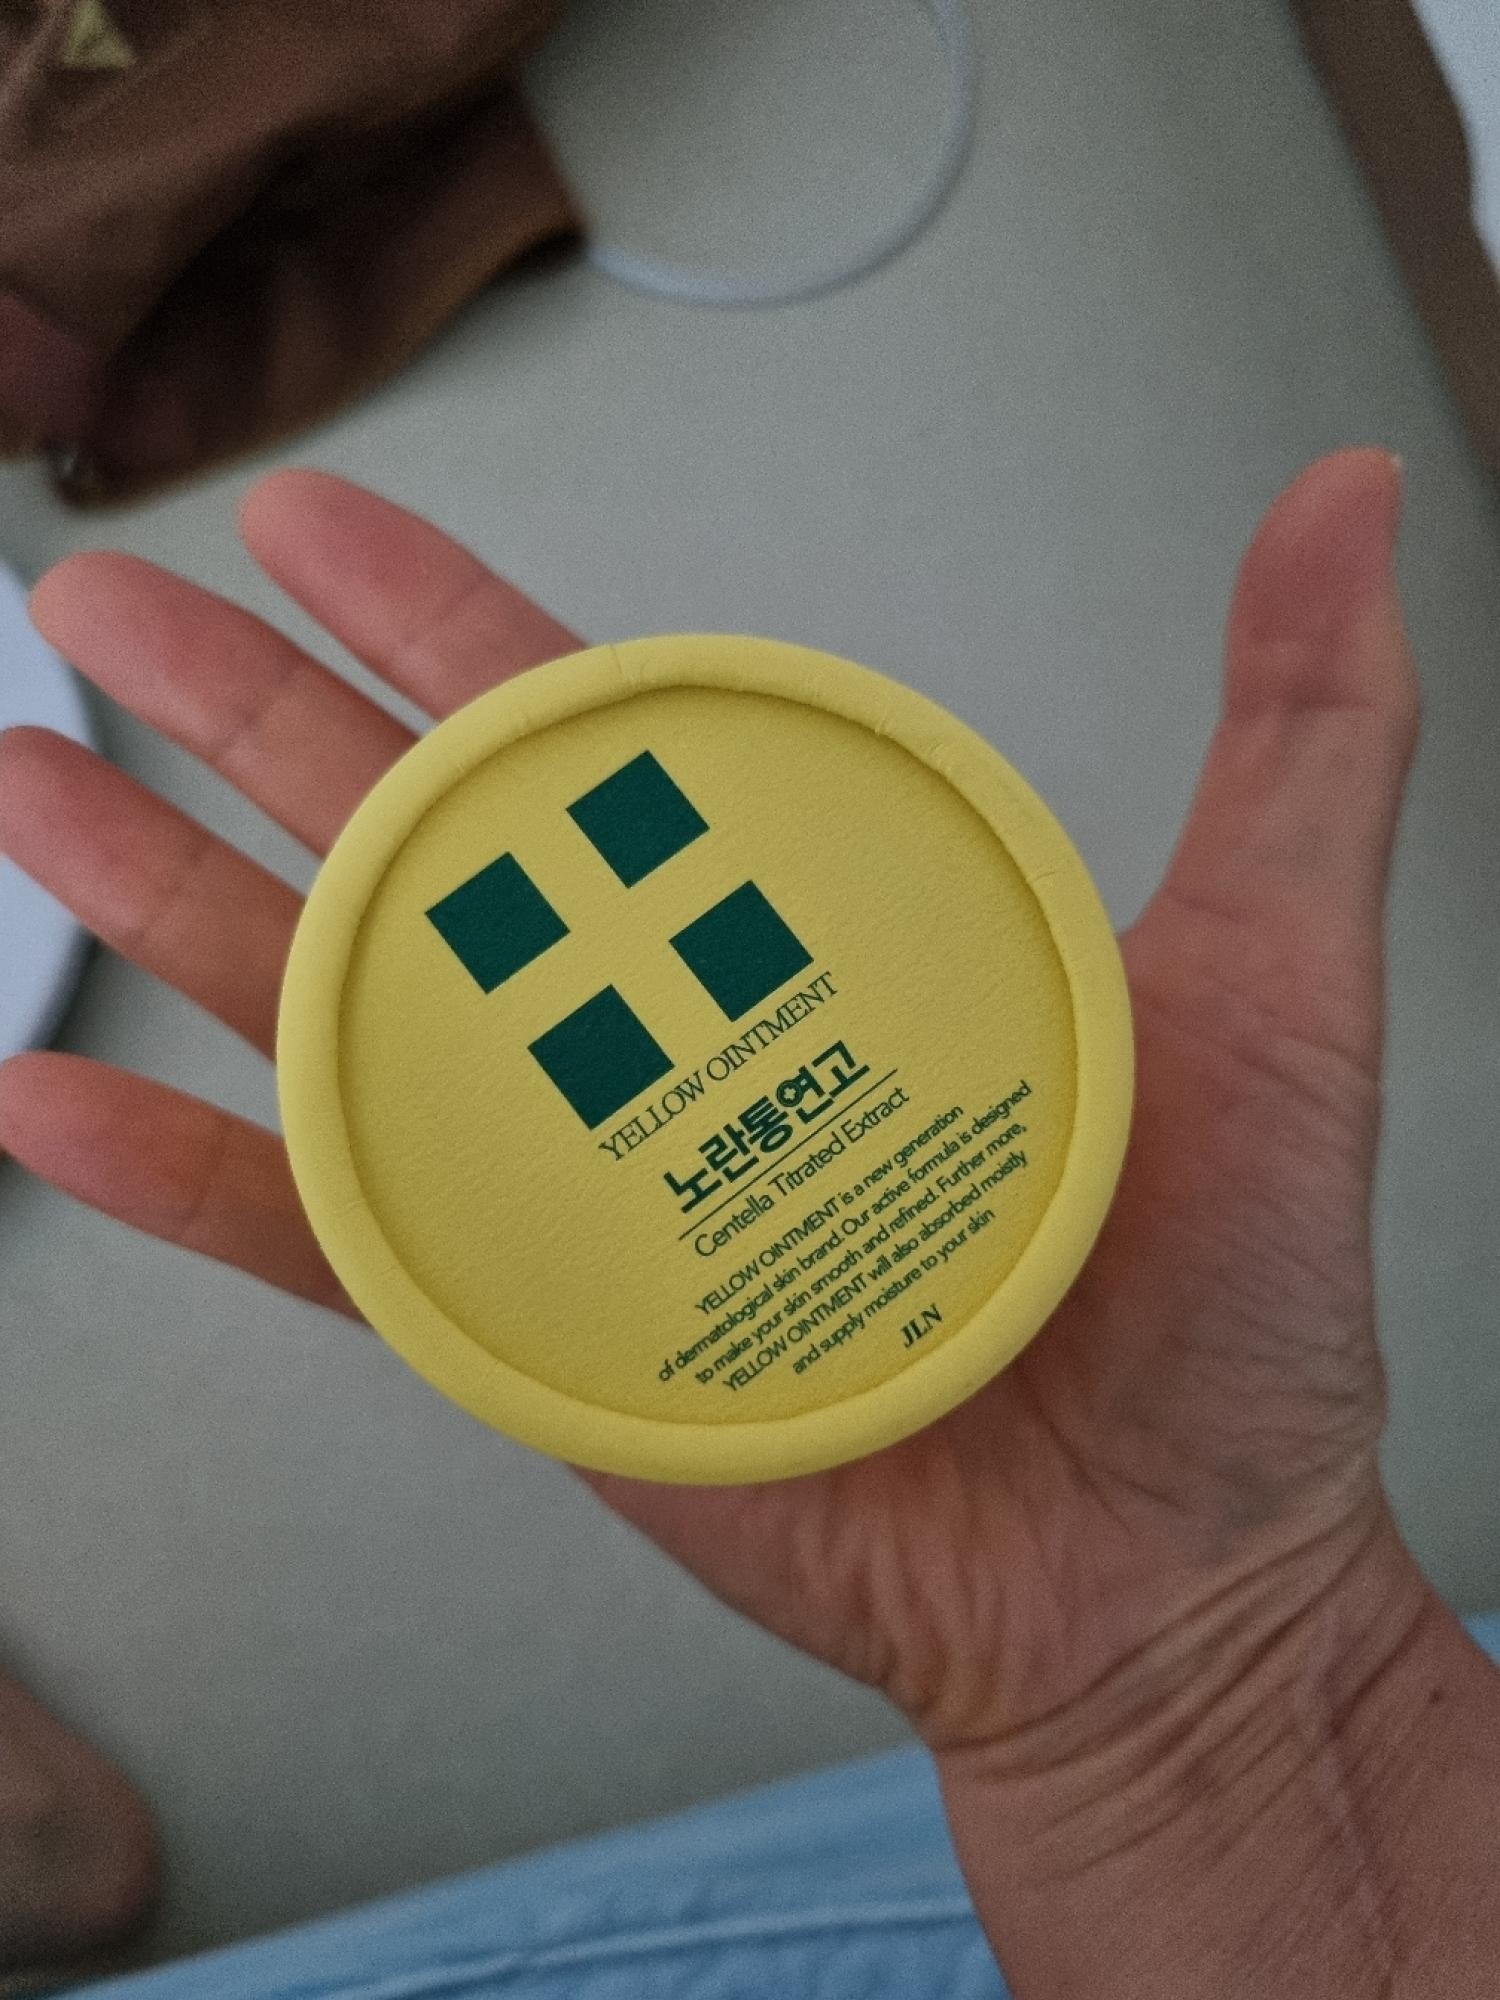 YELLOW OINTMENT
노란통연고
Centella Titrated Extract
YELLOW OINTMENT is a new generation
of dermatological skin brand. Our active formula is designed
to make your skin smooth and refined. Further more,
YELLOW OINTMENT will also absorbed moistly
and supply moisture to your skin
JLN